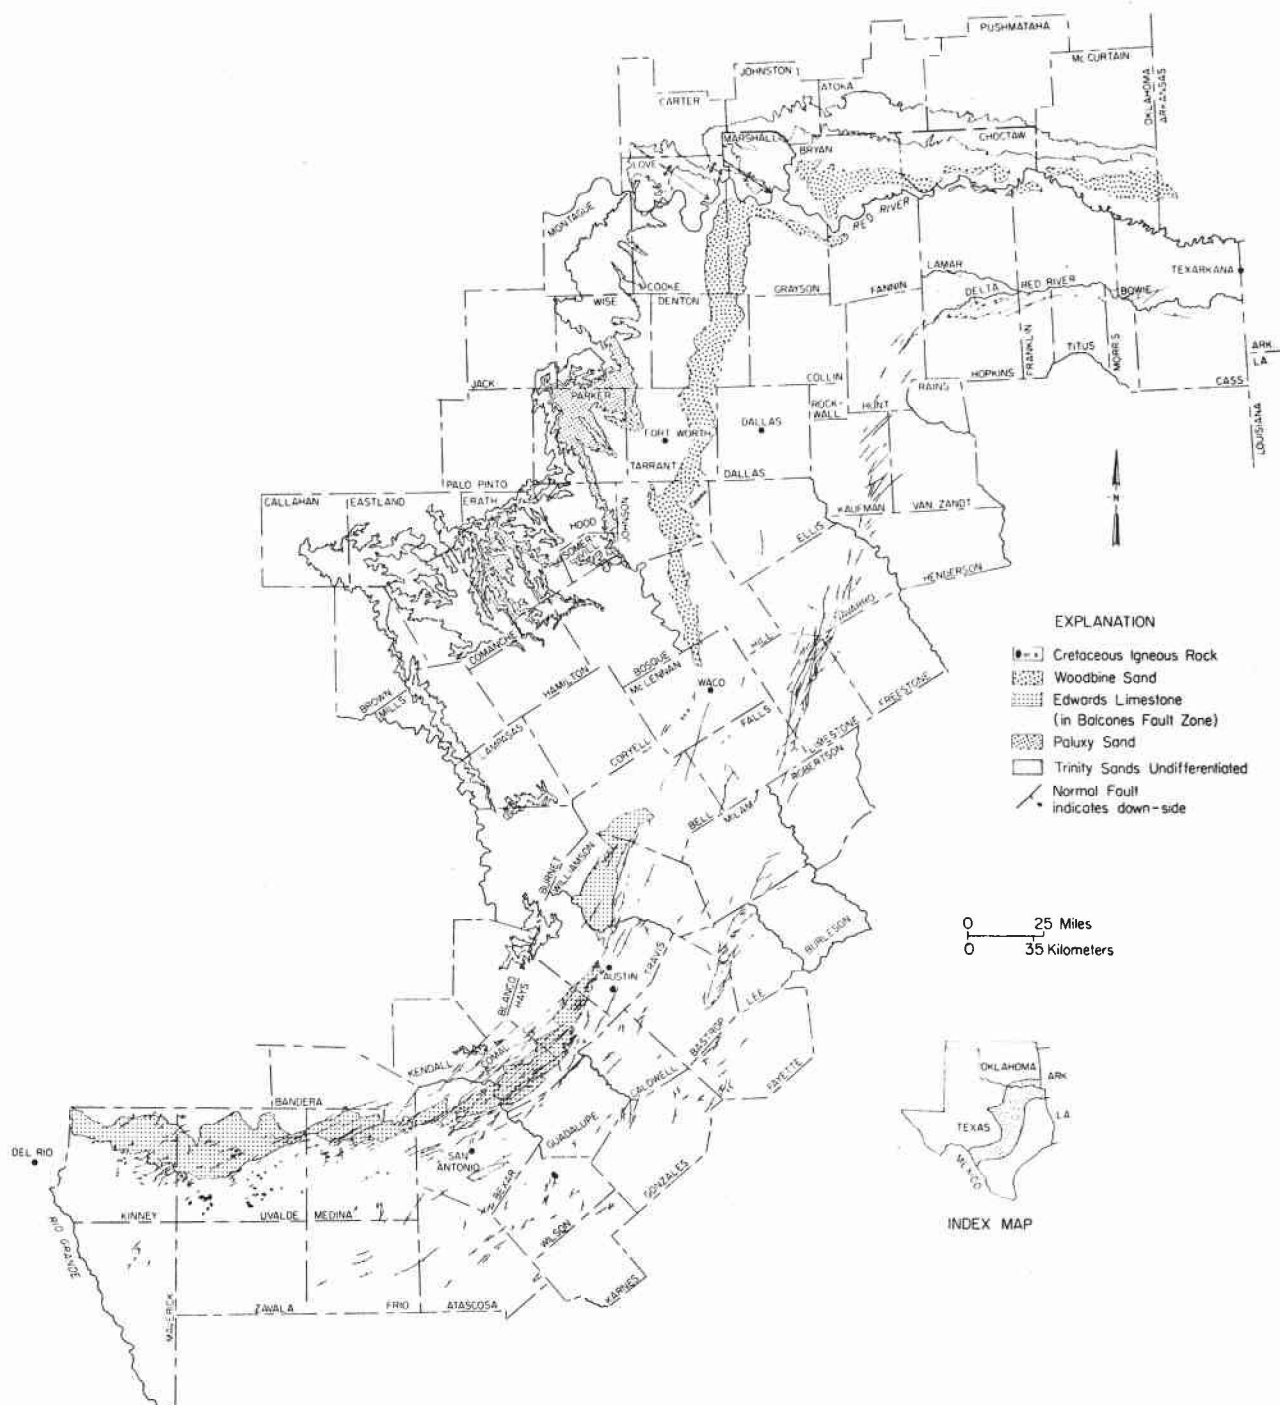 PUSHMATAHA
Mc CURTAIN
JOHNSTON
ATOKA
CARTER
OKLAHOMA
ARKANSAS
MARSHALL
CHOCTAW
BRYAN
LOVE
MONTAGUE
RED RIVER
TEXARKANA
LAMAR
COOKE
GRAYSON
FANNIN
DELTA
RED RIVER
BOWIE
WISE
DENTON
FRANKLIN
TITUS
MORRIS
ARK
LA
JACK
COLLIN
HOPKINS
CASS
RAINS
PARKER
ROCK-
WALL
HUNT
DALLAS
FORT WORTH
LOUISIANA
TARRANT
DALLAS
PALO PINTO
CALLAHAN
EASTLAND
ERATH
KAUFMAN
VAN ZANDT
N
HOOD
JOHNSON
ELLIS
HENDERSON
COMANCHE
HILL
NAVARRO
BOSQUE
McLENNAN
HAMILTON
BROWN
MILLS
WACO
FREESTONE
FALLS
LIMESTONE
ROBERTSON
LAMPASAS
CORYELL
BELL
MILAM
BURNET
WILLIAMSON
BURLESON
TRAVIS
AUSTIN
BLANCO
HAYS
LEE
BASTROP
FAYETTE
KENDALL
COMAL
CALDWELL
BANDERA
GUADALUPE
DEL RIO
SAN
ANTONIO
BEXAR
GONZALES
KINNEY
UVALDE
MEDINA
WILSON
RIO GRANDE
KARNES
MAVERICK
ZAVALA
FRIO
ATASCOSA
EXPLANATION
Cretaceous Igneous Rock
Woodbine Sand
Edwards Limestone
(in Balcones Fault Zone)
Paluxy Sand
Trinity Sands Undifferentiated
Normal Fault
indicates down-side
0 25 Miles
0 35 Kilometers
OKLAHOMA
ARK
TEXAS
LA
MEXICO
INDEX MAP